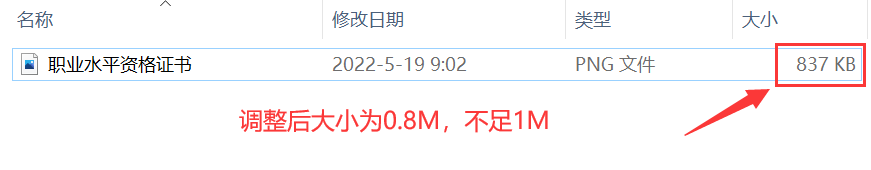 名称 修改日期 类型 大小
职业水平资格证书 2022-5-19 9:02 PNG 文件 837 KB
调整后大小为0.8M，不足1M